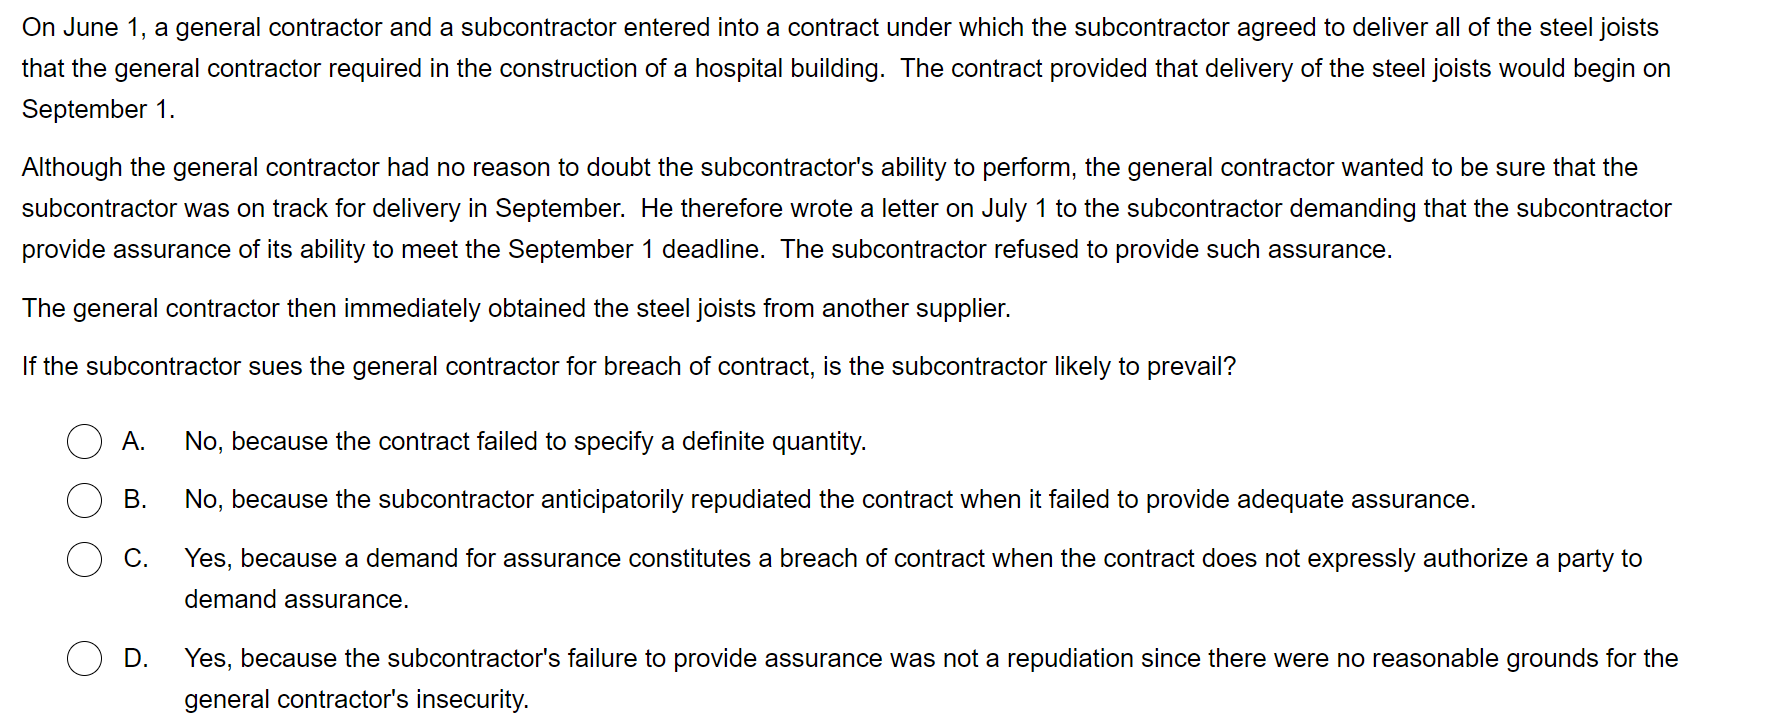 On June 1, a general contractor and a subcontractor entered into a contract under which the subcontractor agreed to deliver all of the steel joists
that the general contractor required in the construction of a hospital building.  The contract provided that delivery of the steel joists would begin on
September 1.
Although the general contractor had no reason to doubt the subcontractor's ability to perform, the general contractor wanted to be sure that the
subcontractor was on track for delivery in September.  He therefore wrote a letter on July 1 to the subcontractor demanding that the subcontractor
provide assurance of its ability to meet the September 1 deadline.  The subcontractor refused to provide such assurance.
The general contractor then immediately obtained the steel joists from another supplier.
If the subcontractor sues the general contractor for breach of contract, is the subcontractor likely to prevail?
A. No, because the contract failed to specify a definite quantity.
B. No, because the subcontractor anticipatorily repudiated the contract when it failed to provide adequate assurance.
C. Yes, because a demand for assurance constitutes a breach of contract when the contract does not expressly authorize a party to
demand assurance.
D. Yes, because the subcontractor's failure to provide assurance was not a repudiation since there were no reasonable grounds for the
general contractor's insecurity.